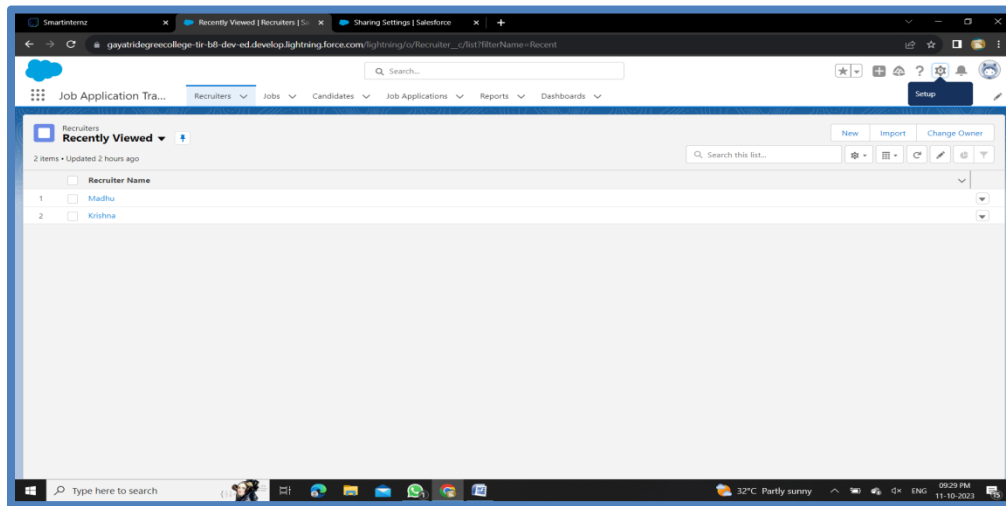 Smartinternz
Recently Viewed | Recruiters | Sa
Sharing Settings | Salesforce
gayatridegreecollege-tir-b8-dev-ed.develop.lightning.force.com/lightning/o/Recruiter__c/list?filterName=Recent
Search...
Setup
Job Application Tra... Recruiters Jobs Candidates Job Applications Reports Dashboards
Recruiters
Recently Viewed
New Import Change Owner
2 items • Updated 2 hours ago
Search this list...
Recruiter Name
1 Madhu
2 Krishna
Type here to search
32°C Partly sunny
ENG
09:29 PM
11-10-2023
15